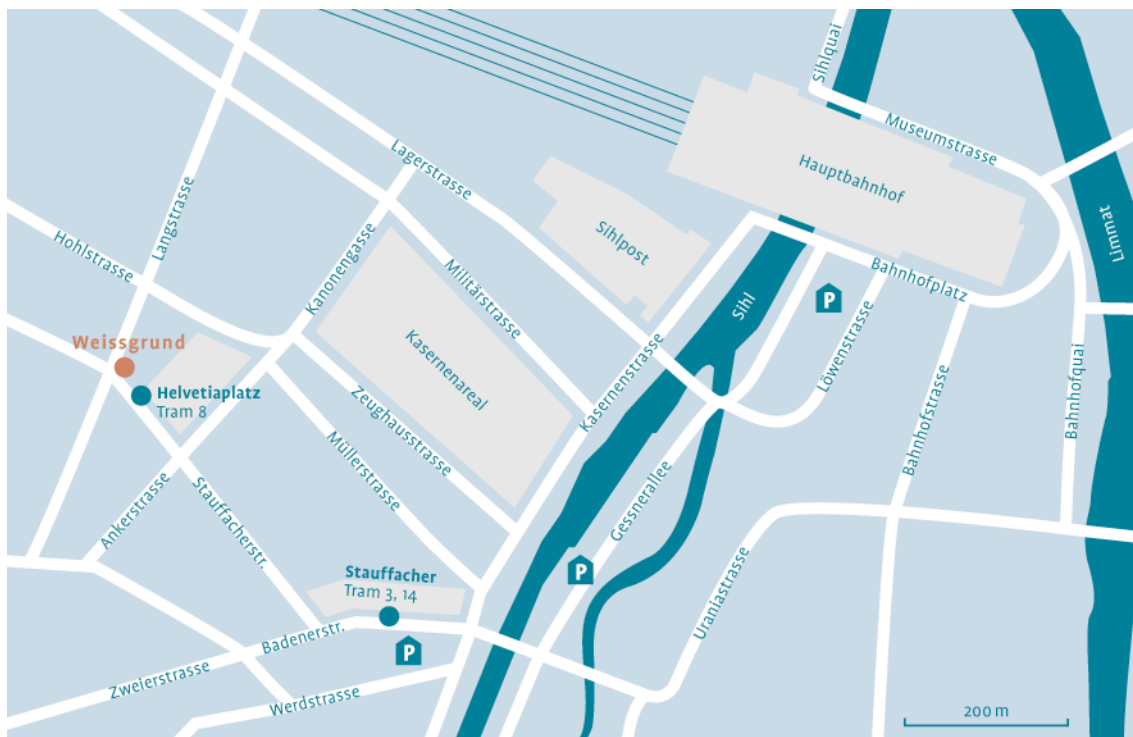 Sihlquai
Museumstrasse
Lagerstrasse
Hauptbahnhof
Langstrasse
Limmat
Hohlstrasse
Kanonengasse
Sihlpost
Militärstrasse
Bahnhofplatz
P
Sihl
Weissgrund
Kasernenareal
Löwenstrasse
Kasernenstrasse
Bahnhofquai
Helvetiaplatz
Tram 8
Zeughausstrasse
Bahnhofstrasse
Müllerstrasse
Ankerstrasse
Stauffacherstr.
Gessnerallee
P
Stauffacher
Tram 3, 14
Uraniastrasse
Badenerstr.
P
Zweierstrasse
Werdstrasse
200 m